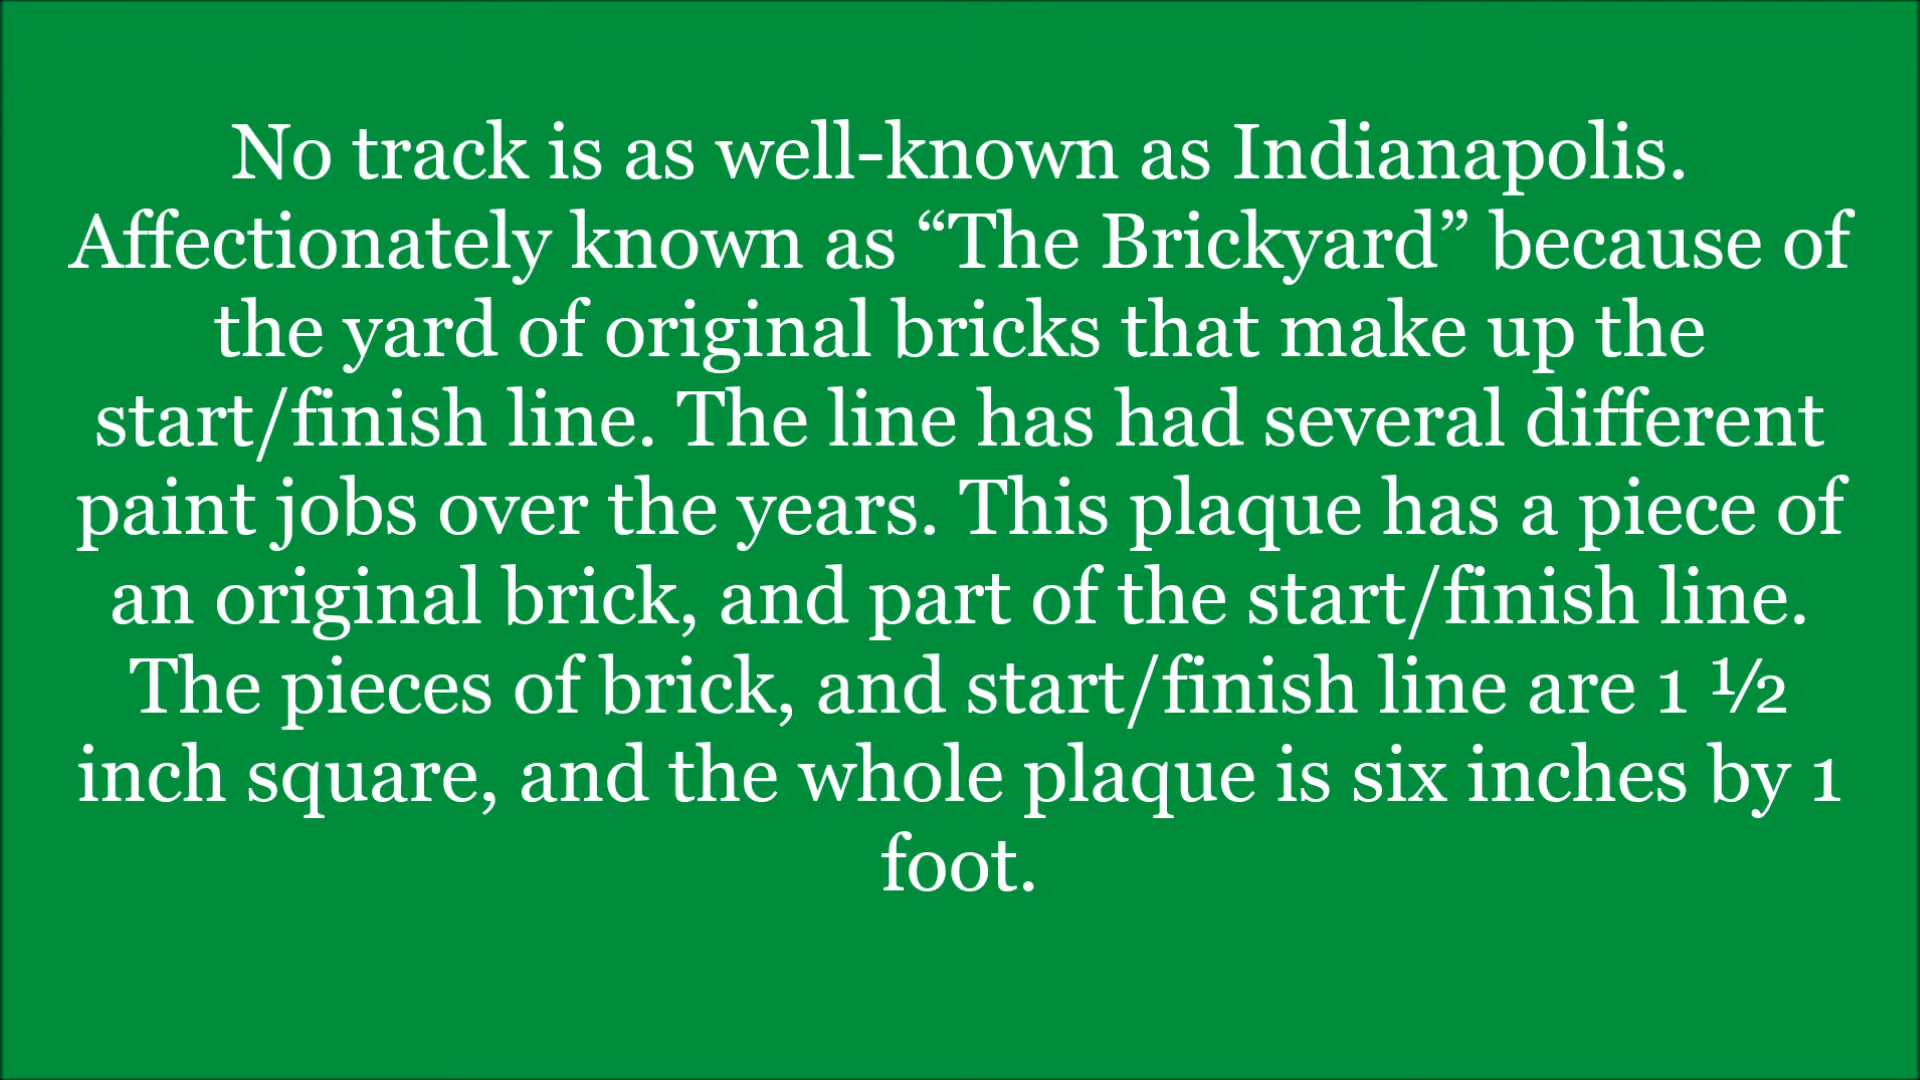 No track is as well-known as Indianapolis.
Affectionately known as “The Brickyard” because of
the yard of original bricks that make up the
start/finish line. The line has had several different
paint jobs over the years. This plaque has a piece of
an original brick, and part of the start/finish line.
The pieces of brick, and start/finish line are 1 ½
inch square, and the whole plaque is six inches by 1
foot.